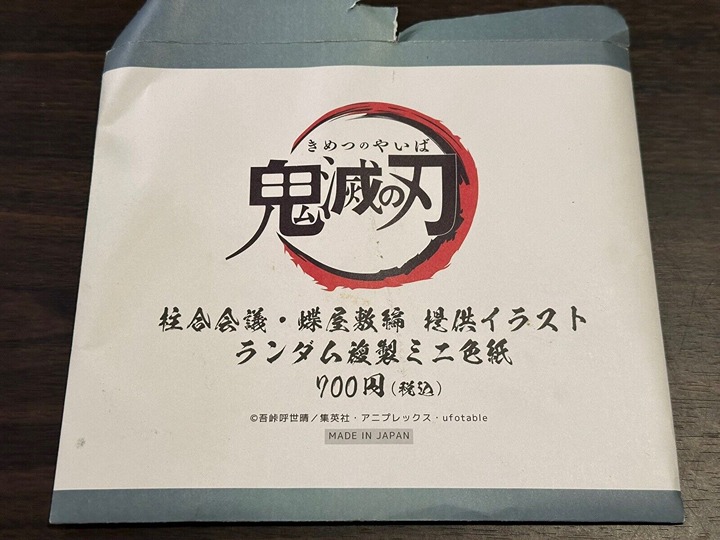 きめつのやいば
鬼滅の刃
柱合会議・蝶屋敷編 提供イラスト
ランダム複製ミニ色紙
700円(税込)
©吾峠呼世晴／集英社・アニプレックス・ufotable
MADE IN JAPAN